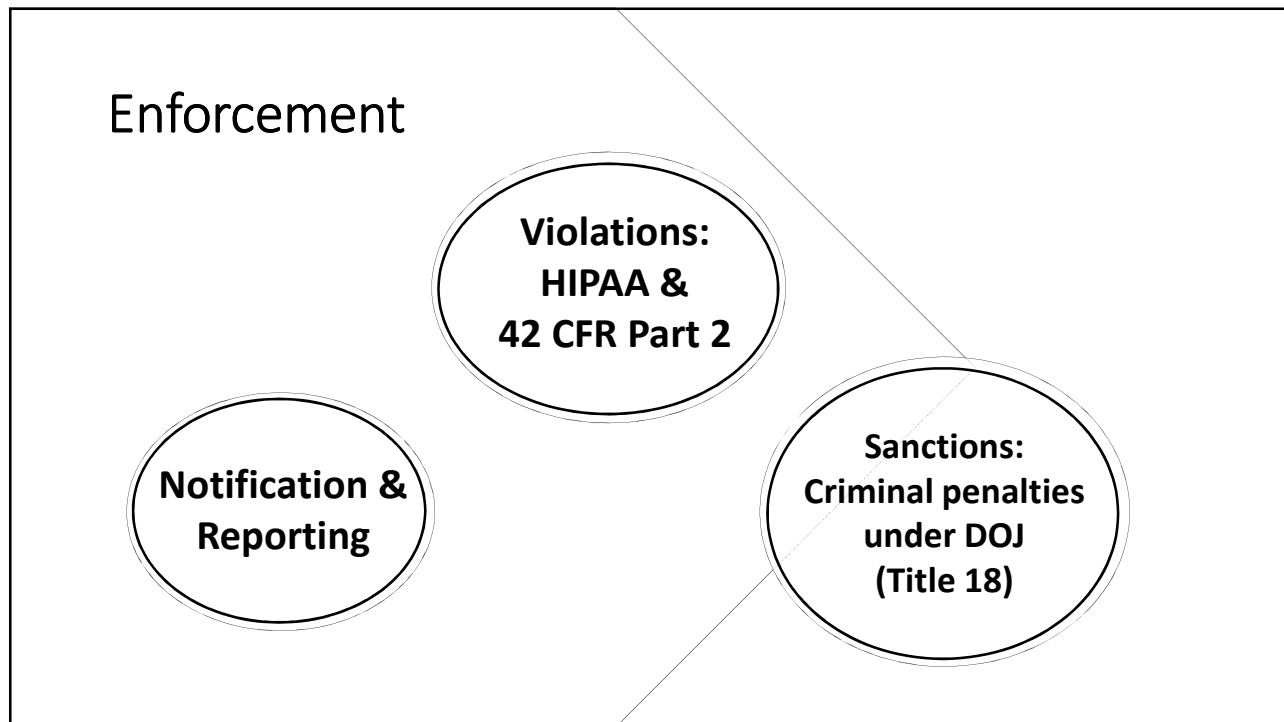 Enforcement
Violations:
HIPAA &
42 CFR Part 2
Notification &
Reporting
Sanctions:
Criminal penalties
under DOJ
(Title 18)